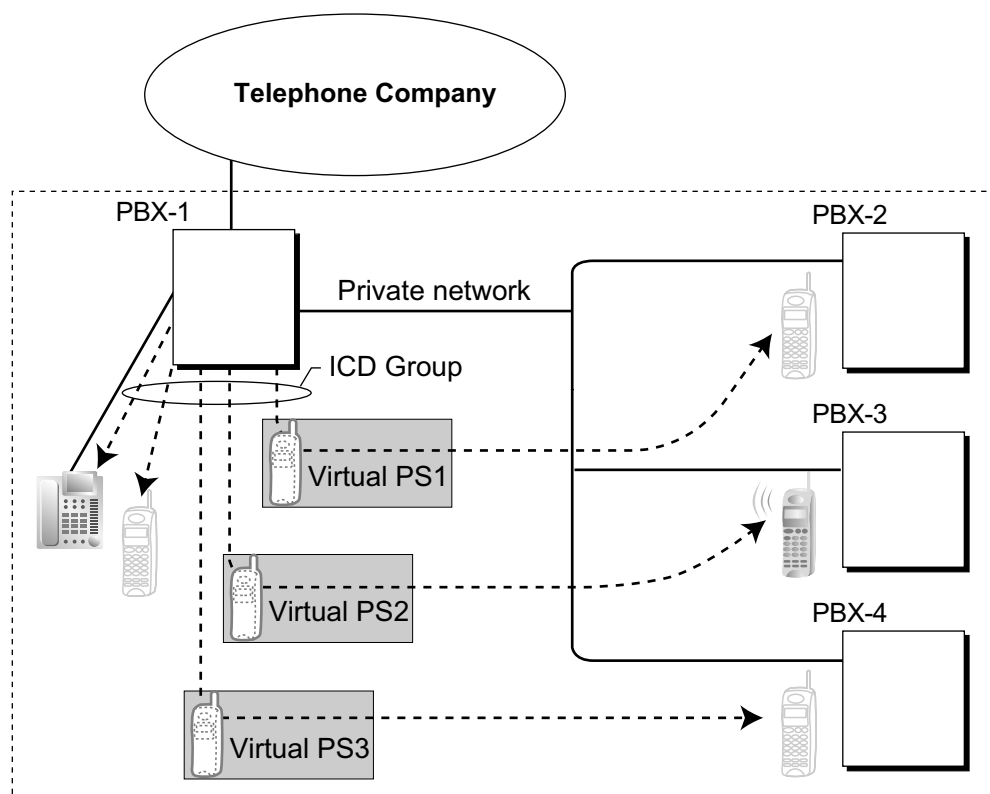 Telephone Company
PBX-1
PBX-2
Private network
ICD Group
PBX-3
Virtual PS1
Virtual PS2
PBX-4
Virtual PS3